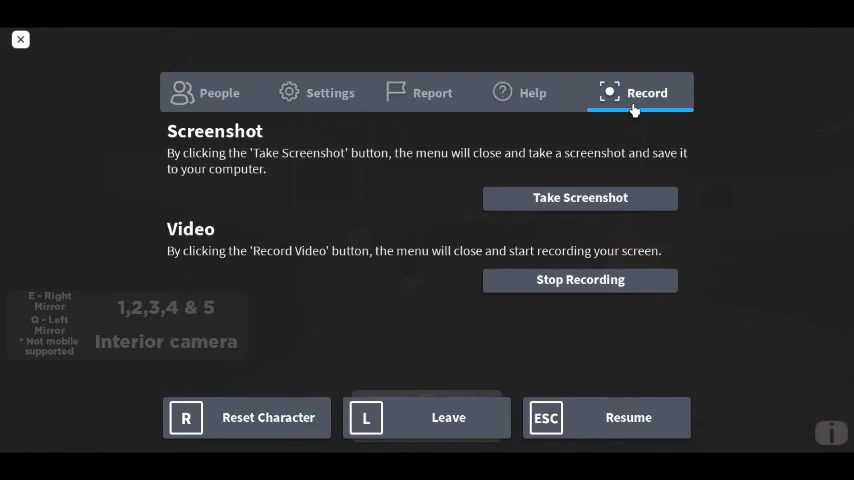 People Settings Report Help Record
Screenshot
By clicking the 'Take Screenshot' button, the menu will close and take a screenshot and save it
to your computer.
Take Screenshot
Video
By clicking the 'Record Video' button, the menu will close and start recording your screen.
Stop Recording
E - Right
Mirror
Q - Left
Mirror
* Not mobile
supported
1,2,3,4 & 5
Interior camera
R Reset Character
L Leave
ESC Resume
i